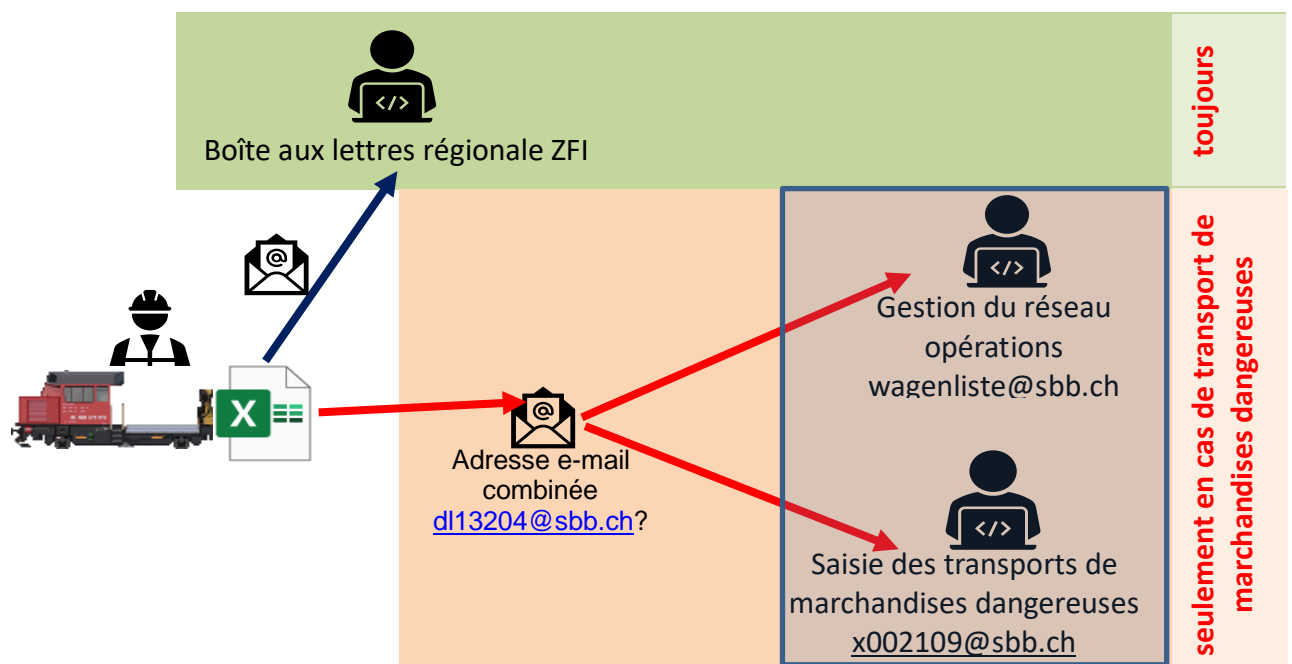 Boîte aux lettres régionale ZFI
toujours
Gestion du réseau
opérations
wagenliste@sbb.ch
Adresse e-mail
combinée
dl13204@sbb.ch?
Saisie des transports de
marchandises dangereuses
x002109@sbb.ch
seulement en cas de transport de
marchandises dangereuses
@
@
</>
</>
</>
X